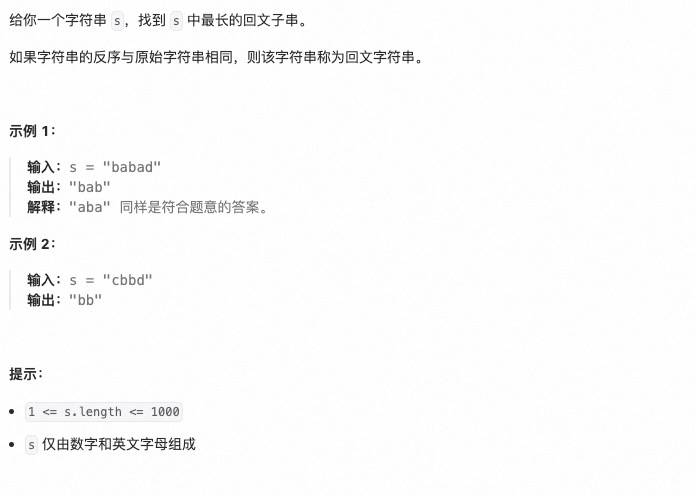 给你一个字符串 s，找到 s 中最长的回文子串。
如果字符串的反序与原始字符串相同，则该字符串称为回文字符串。
示例 1：
输入：s = "babad"
输出："bab"
解释："aba" 同样是符合题意的答案。
示例 2：
输入：s = "cbbd"
输出："bb"
提示：
• 1 <= s.length <= 1000
• s 仅由数字和英文字母组成